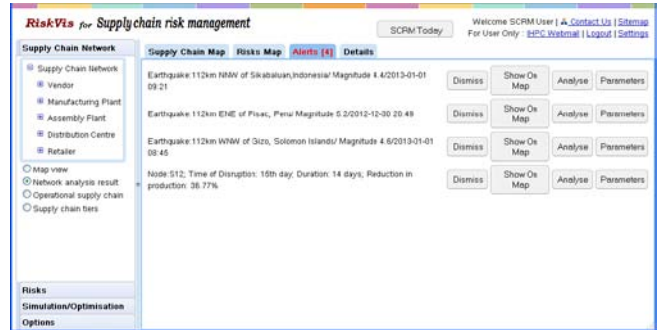 RiskVis for Supply chain risk management
SCRM Today
Welcome SCRM User | Contact Us | Sitemap
For User Only : IHPC Webmail | Logout | Settings
Supply Chain Network
Supply Chain Map Risks Map Alerts [4] Details
Supply Chain Network
Vendor
Manufacturing Plant
Assembly Plant
Distribution Centre
Retailer
Map view
Network analysis result
Operational supply chain
Supply chain tiers
Risks
Simulation/Optimisation
Options
Earthquake:112km NNW of Sikabaluan,Indonesia/ Magnitude 4.4/2013-01-01
09:21
Dismiss Show On Map Analyse Parameters
Earthquake:112km ENE of Pisac, Peru/ Magnitude 5.2/2012-12-30 20:49
Dismiss Show On Map Analyse Parameters
Earthquake:112km WNW of Gizo, Solomon Islands/ Magnitude 4.6/2013-01-01
08:45
Dismiss Show On Map Analyse Parameters
Node:S12; Time of Disruption: 15th day; Duration: 14 days; Reduction in
production: 36.77%
Dismiss Show On Map Analyse Parameters